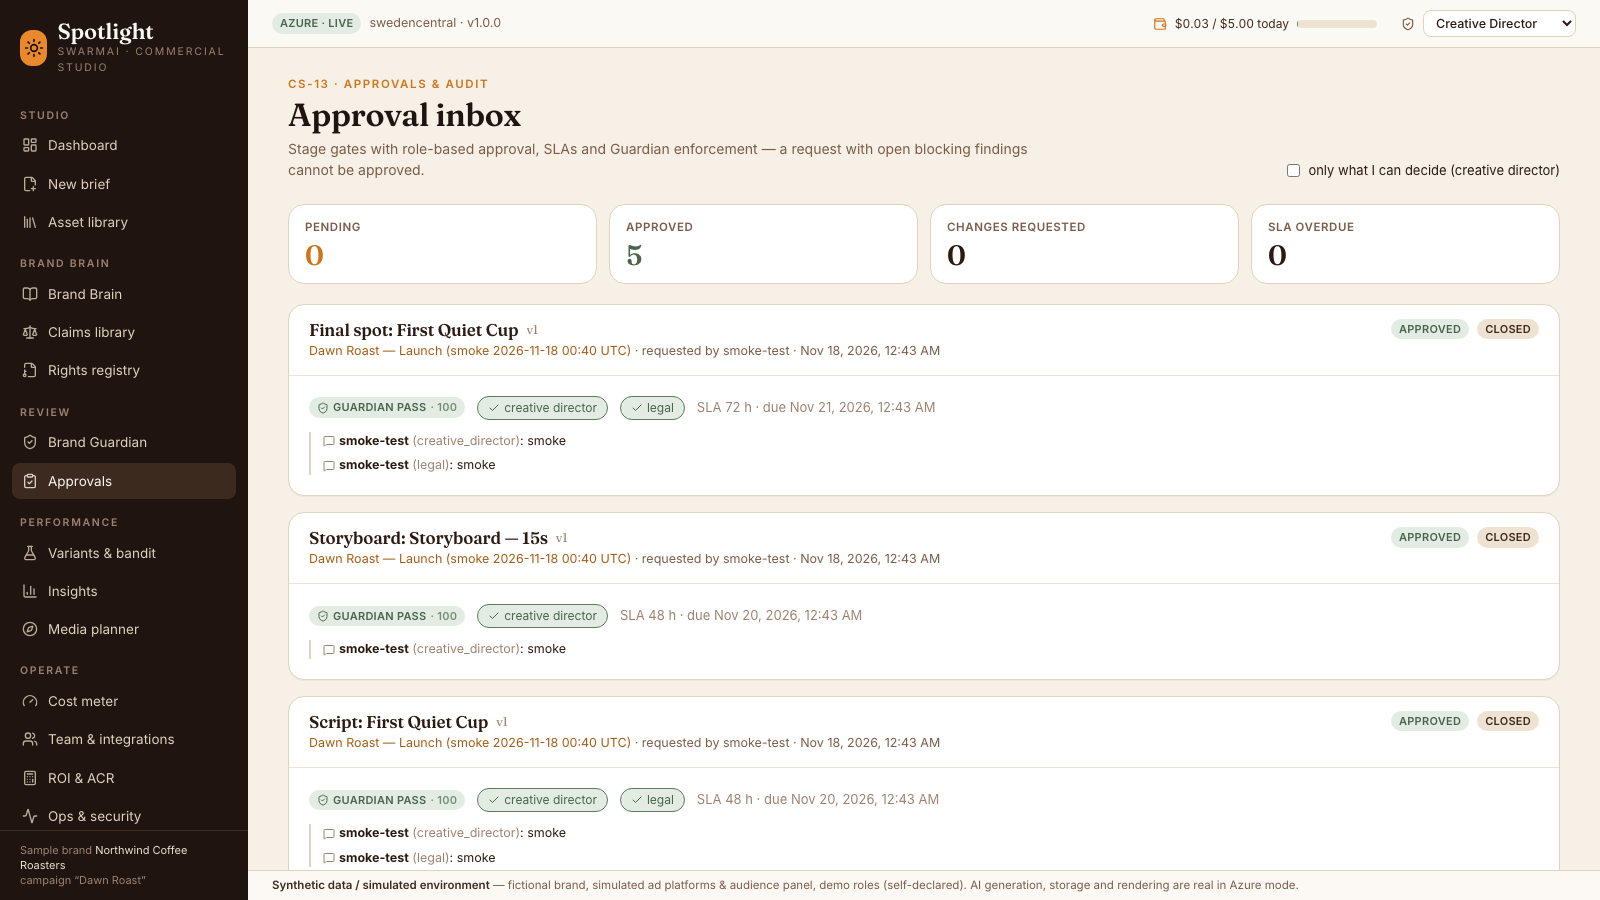 Spotlight
SWARMAI · COMMERCIAL
STUDIO
STUDIO
Dashboard
New brief
Asset library
BRAND BRAIN
Brand Brain
Claims library
Rights registry
REVIEW
Brand Guardian
Approvals
PERFORMANCE
Variants & bandit
Insights
Media planner
OPERATE
Cost meter
Team & integrations
ROI & ACR
Ops & security
Sample brand Northwind Coffee
Roasters
campaign “Dawn Roast”
AZURE · LIVE swedencentral · v1.0.0
$0.03 / $5.00 today
Creative Director
CS-13 · APPROVALS & AUDIT
Approval inbox
Stage gates with role-based approval, SLAs and Guardian enforcement — a request with open blocking findings
cannot be approved.
only what I can decide (creative director)
PENDING
0
APPROVED
5
CHANGES REQUESTED
0
SLA OVERDUE
0
Final spot: First Quiet Cup v1
APPROVED CLOSED
Dawn Roast — Launch (smoke 2026-11-18 00:40 UTC) · requested by smoke-test · Nov 18, 2026, 12:43 AM
GUARDIAN PASS · 100 creative director legal SLA 72 h · due Nov 21, 2026, 12:43 AM
smoke-test (creative_director): smoke
smoke-test (legal): smoke
Storyboard: Storyboard — 15s v1
APPROVED CLOSED
Dawn Roast — Launch (smoke 2026-11-18 00:40 UTC) · requested by smoke-test · Nov 18, 2026, 12:43 AM
GUARDIAN PASS · 100 creative director SLA 48 h · due Nov 20, 2026, 12:43 AM
smoke-test (creative_director): smoke
Script: First Quiet Cup v1
APPROVED CLOSED
Dawn Roast — Launch (smoke 2026-11-18 00:40 UTC) · requested by smoke-test · Nov 18, 2026, 12:43 AM
GUARDIAN PASS · 100 creative director legal SLA 48 h · due Nov 20, 2026, 12:43 AM
smoke-test (creative_director): smoke
smoke-test (legal): smoke
Synthetic data / simulated environment — fictional brand, simulated ad platforms & audience panel, demo roles (self-declared). AI generation, storage and rendering are real in Azure mode.